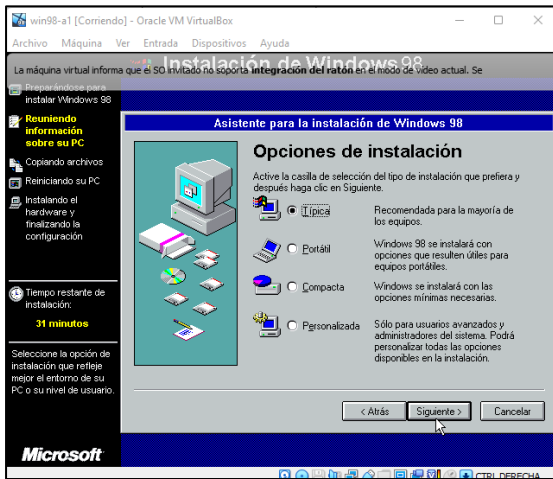 win98-a1 [Corriendo] - Oracle VM VirtualBox
Archivo Máquina Ver Entrada Dispositivos Ayuda
Instalación de Windows 98
La máquina virtual informa que el SO invitado no soporta integración del ratón en el modo de video actual. Se
Preparándose para
instalar Windows 98
Reuniendo
información
sobre su PC
Copiando archivos
Reiniciando su PC
Instalando el
hardware y
finalizando la
configuración
Tiempo restante de
instalación:
31 minutos
Seleccione la opción de
instalación que refleje
mejor el entorno de su
PC o su nivel de usuario.
Microsoft
Asistente para la instalación de Windows 98
Opciones de instalación
Active la casilla de selección del tipo de instalación que prefiera y
después haga clic en Siguiente.
Típica
Recomendada para la mayoría de
los equipos.
Portátil
Windows 98 se instalará con
opciones que resulten útiles para
equipos portátiles.
Compacta
Windows se instalará con las
opciones mínimas necesarias.
Personalizada
Sólo para usuarios avanzados y
administradores del sistema. Podrá
personalizar todas las opciones
disponibles en la instalación.
< Atrás Siguiente > Cancelar
CTRL DERECHA